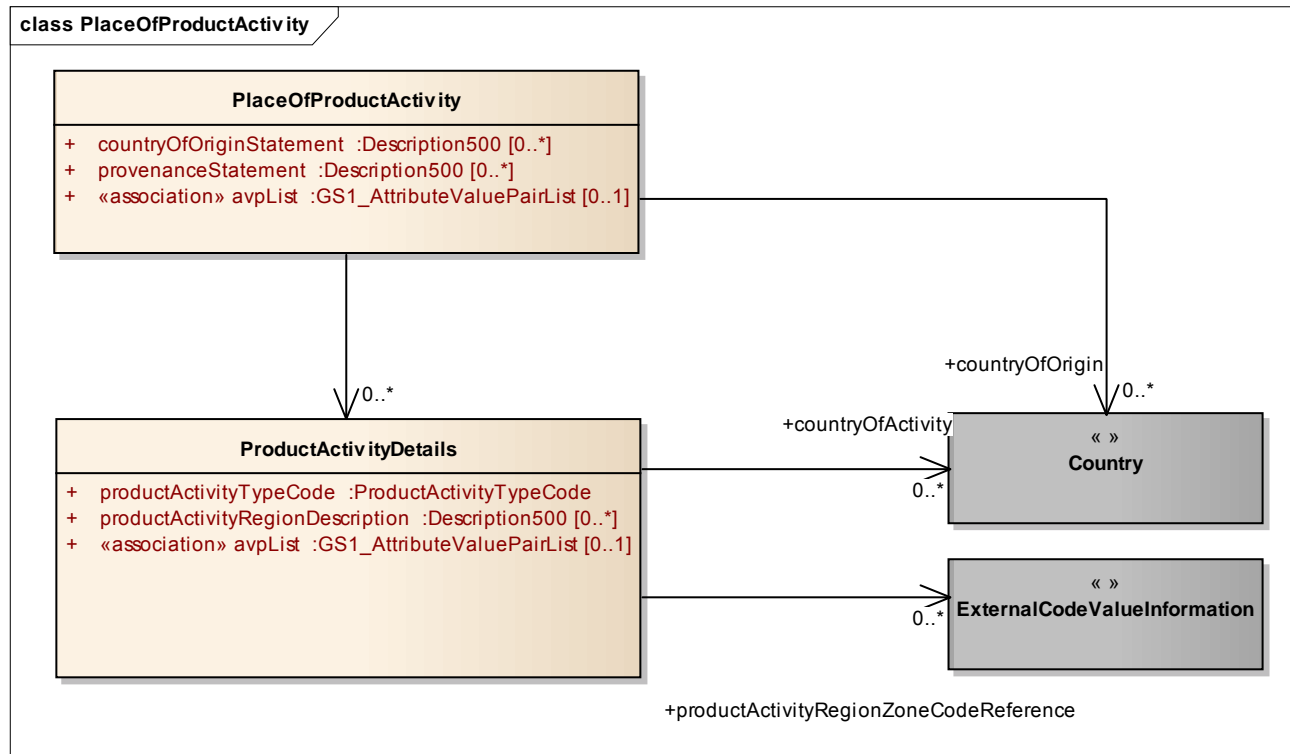 class PlaceOfProductActivity
PlaceOfProductActivity
+ countryOfOriginStatement :Description500 [0..*]
+ provenanceStatement :Description500 [0..*]
+ «association» avpList :GS1_AttributeValuePairList [0..1]
+countryOfOrigin
0..*
0..*
ProductActivityDetails
+ productActivityTypeCode :ProductActivityTypeCode
+ productActivityRegionDescription :Description500 [0..*]
+ «association» avpList :GS1_AttributeValuePairList [0..1]
+countryOfActivity
0..*
« »
Country
0..*
« »
ExternalCodeValueInformation
+productActivityRegionZoneCodeReference